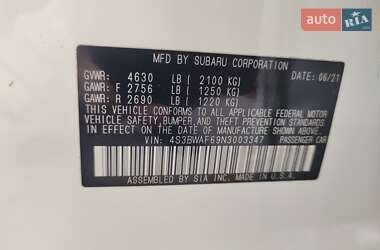 auto RIA
MFD BY SUBARU CORPORATION
GVWR: 4630 LB ( 2100 KG) DATE: 06/21
GAWR: F 2756 LB ( 1250 KG)
GAWR: R 2690 LB ( 1220 KG)
THIS VEHICLE CONFORMS TO ALL APPLICABLE FEDERAL MOTOR
VEHICLE SAFETY, BUMPER, AND THEFT PREVENTION STANDARDS
IN EFFECT ON THE DATE OF MANUFACTURE SHOWN ABOVE.
VIN: 4S3BWAF69N3003347 PASSENGER CAR
ASSEMBLED BY SIA INC. MADE IN U.S.A.